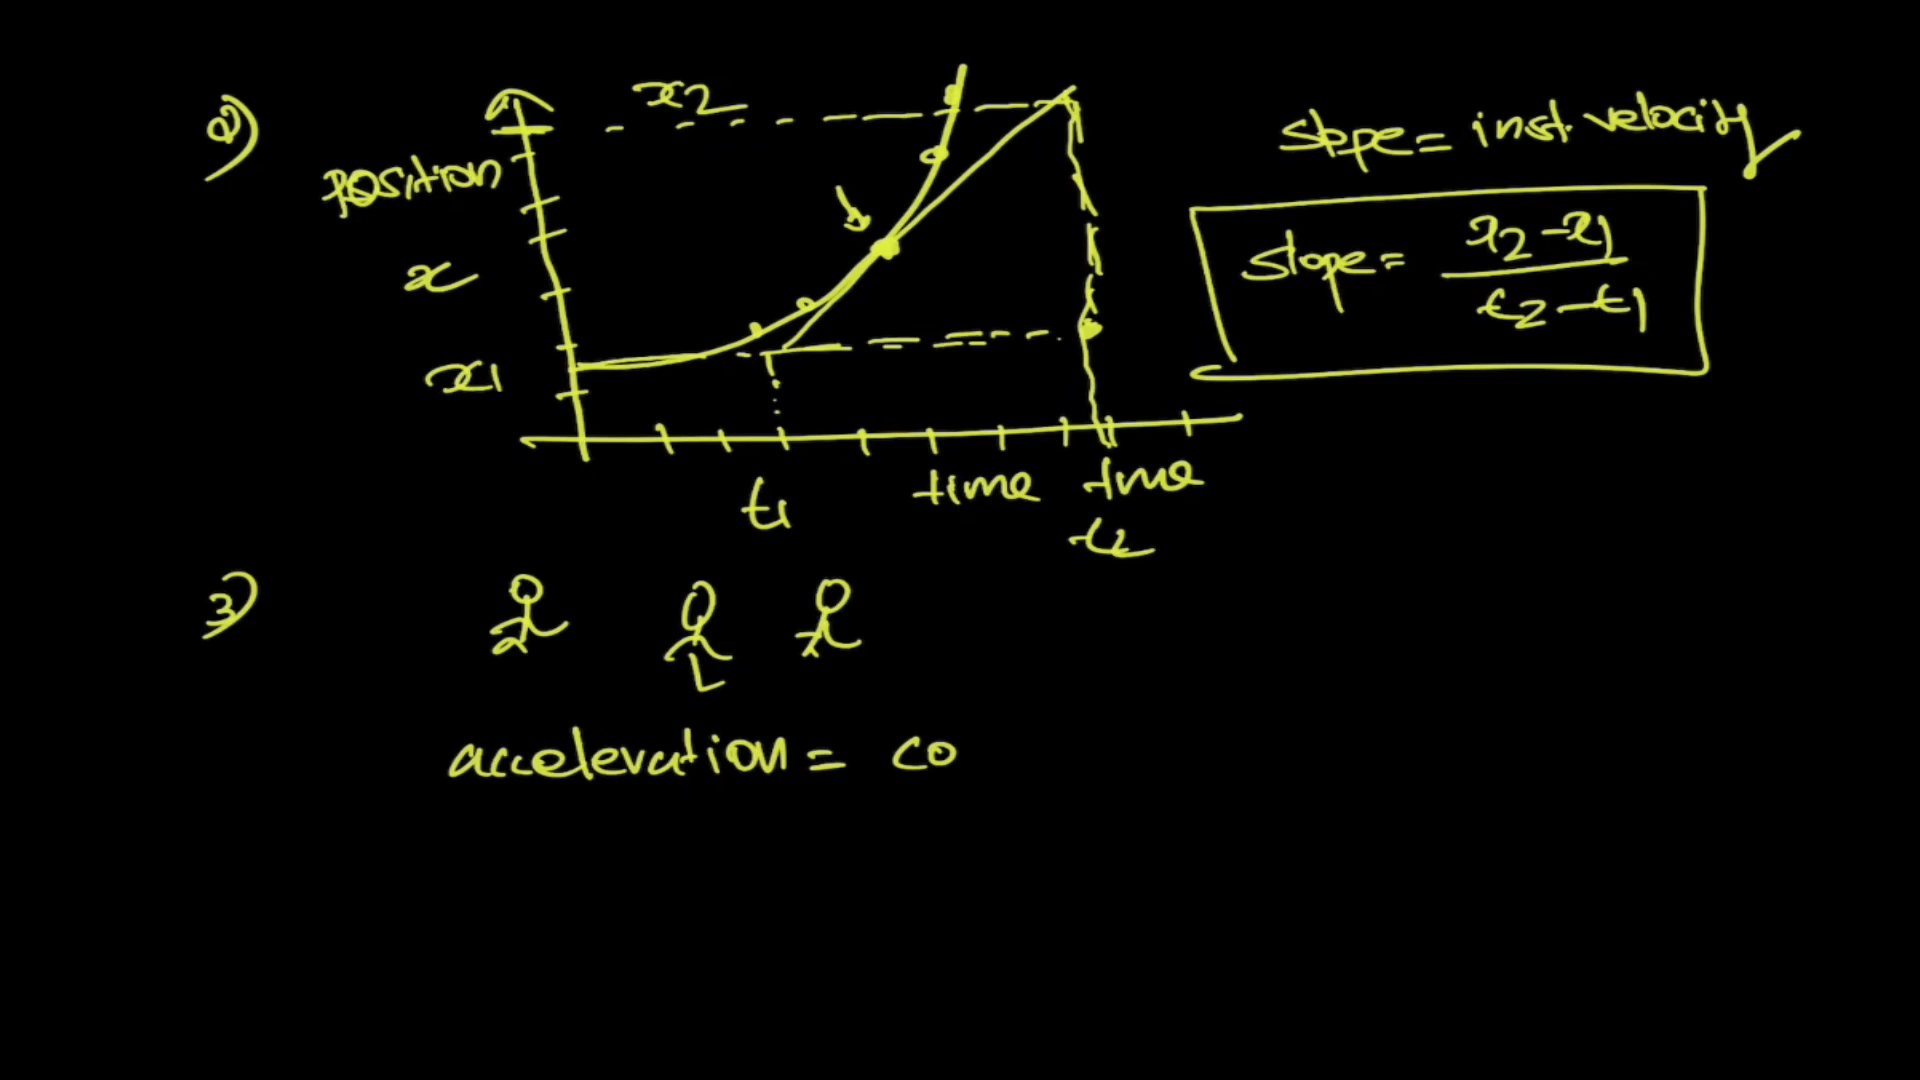 2)
x2
position
x
x1
t1
time
time
t2
slope = inst. velocity
slope = x2 - x1 / t2 - t1
3)
acceleration = co